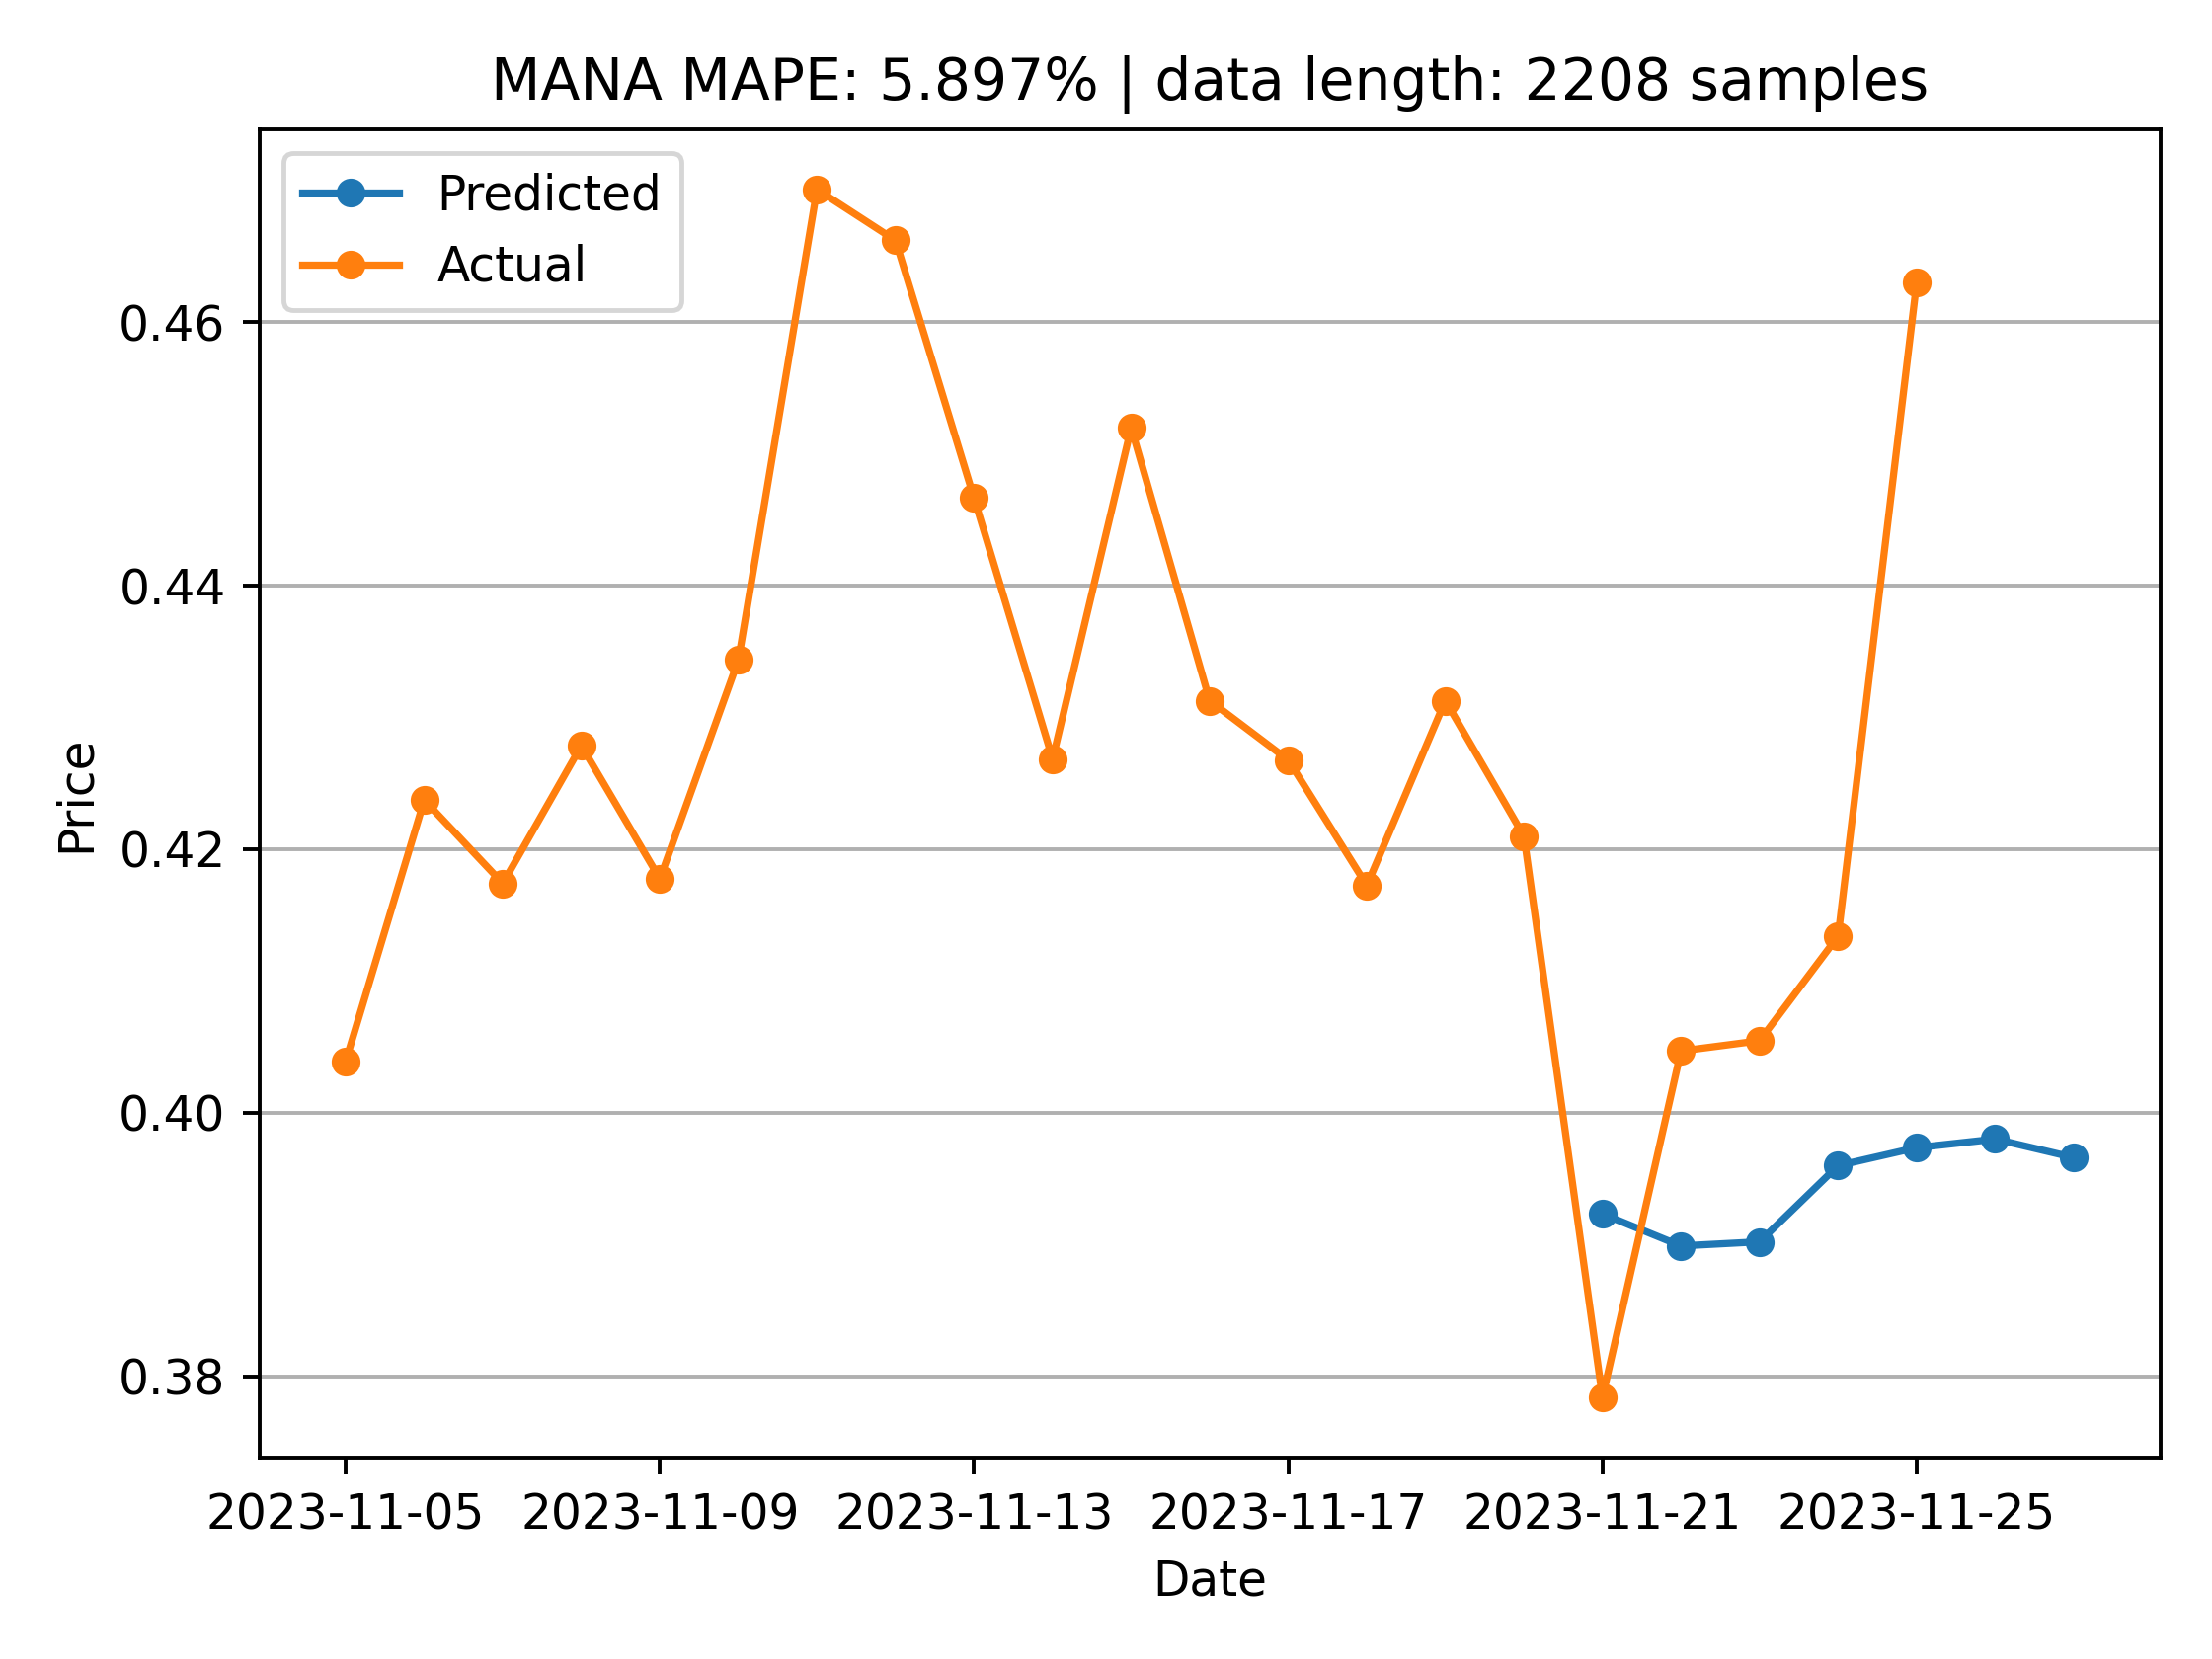 MANA MAPE: 5.897% | data length: 2208 samples
Predicted
Actual
0.46
0.44
0.42
0.40
0.38
Price
2023-11-05 2023-11-09 2023-11-13 2023-11-17 2023-11-21 2023-11-25
Date